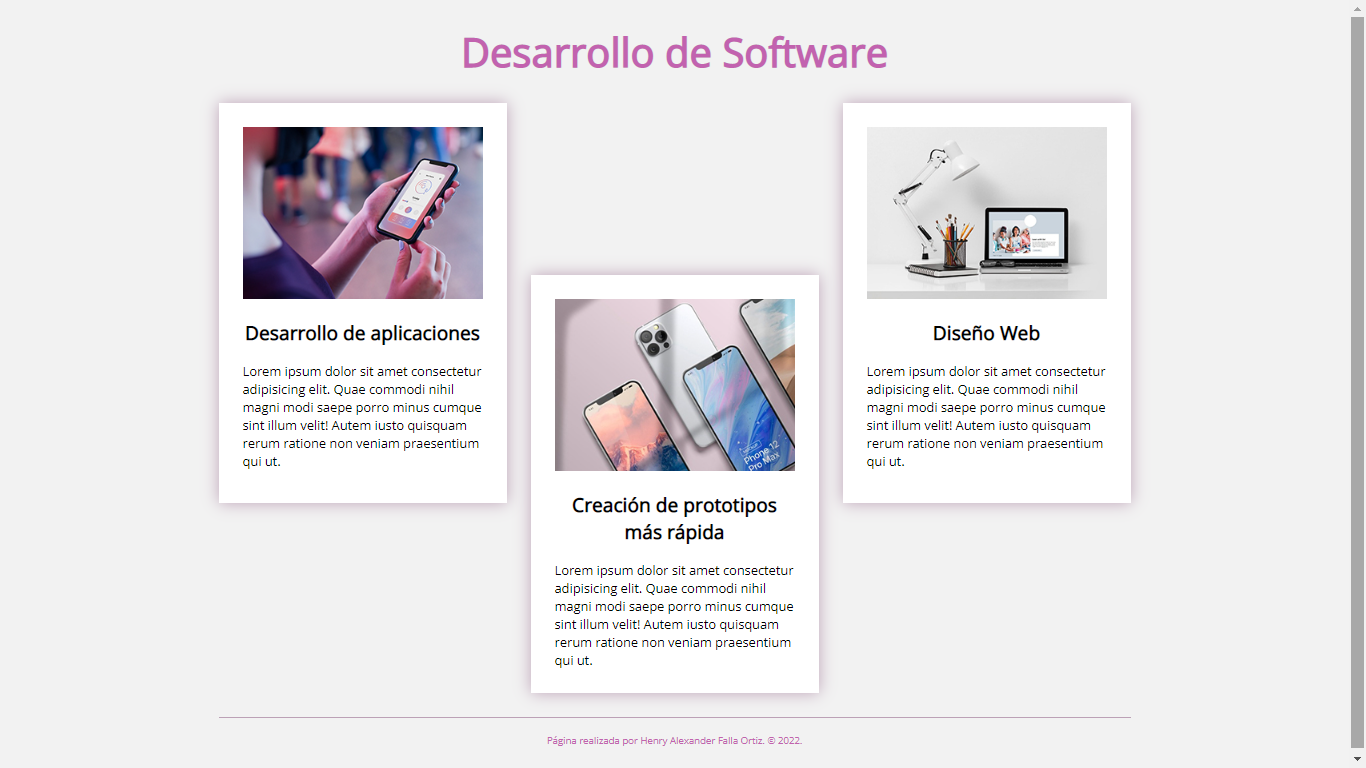 Desarrollo de Software
Desarrollo de aplicaciones
Lorem ipsum dolor sit amet consectetur
adipisicing elit. Quae commodi nihil
magni modi saepe porro minus cumque
sint illum velit! Autem iusto quisquam
rerum ratione non veniam praesentium
qui ut.
Phone 12
Pro Max
Creación de prototipos
más rápida
Lorem ipsum dolor sit amet consectetur
adipisicing elit. Quae commodi nihil
magni modi saepe porro minus cumque
sint illum velit! Autem iusto quisquam
rerum ratione non veniam praesentium
qui ut.
Diseño Web
Lorem ipsum dolor sit amet consectetur
adipisicing elit. Quae commodi nihil
magni modi saepe porro minus cumque
sint illum velit! Autem iusto quisquam
rerum ratione non veniam praesentium
qui ut.
Página realizada por Henry Alexander Falla Ortiz. © 2022.